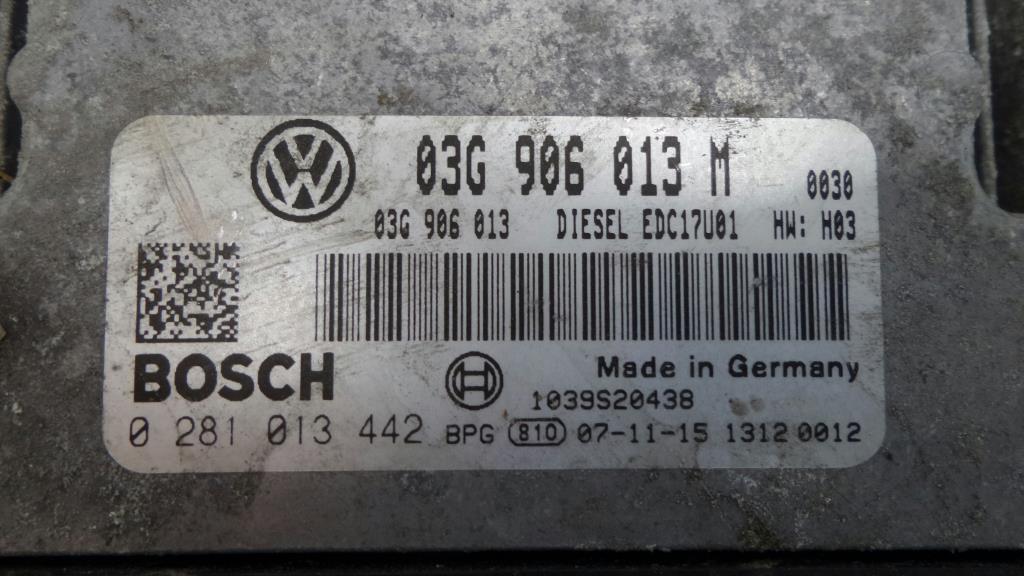 03G 906 013 M 0030
03G 906 013 DIESEL EDC17U01 HW: H03
BOSCH
Made in Germany
1039S20438
0 281 013 442 BPG 810 07-11-15 1312 0012